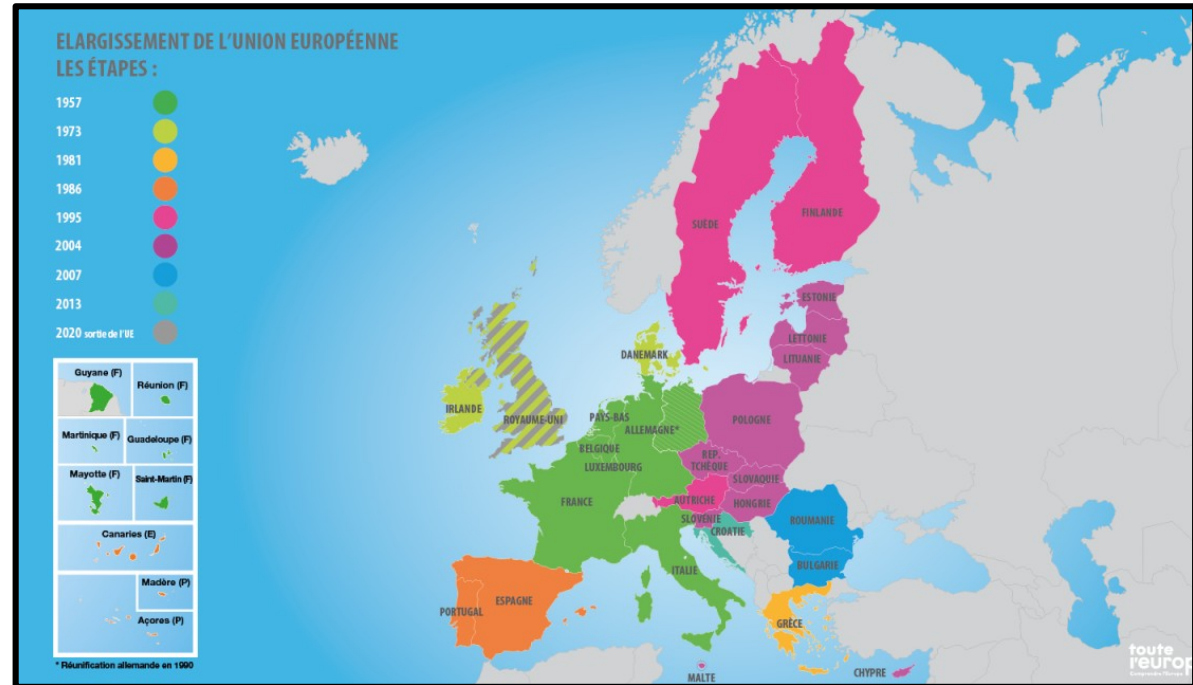 ELARGISSEMENT DE L'UNION EUROPÉENNE
LES ÉTAPES :
1957
1973
1981
1986
1995
2004
2007
2013
2020 sortie de l'UE
Guyane (F)
Réunion (F)
Martinique (F)
Guadeloupe (F)
Mayotte (F)
Saint-Martin (F)
Canaries (E)
Madère (P)
Açores (P)
* Réunification allemande en 1990
SUÈDE
FINLANDE
ESTONIE
LETTONIE
LITUANIE
DANEMARK
IRLANDE
ROYAUME-UNI
PAYS-BAS
ALLEMAGNE*
POLOGNE
BELGIQUE
LUXEMBOURG
REP.
TCHÈQUE
SLOVAQUIE
FRANCE
AUTRICHE
HONGRIE
SLOVÉNIE
CROATIE
ROUMANIE
BULGARIE
ITALIE
PORTUGAL
ESPAGNE
GRÈCE
MALTE
CHYPRE
toute
l'europ
Comprendre l'Europe